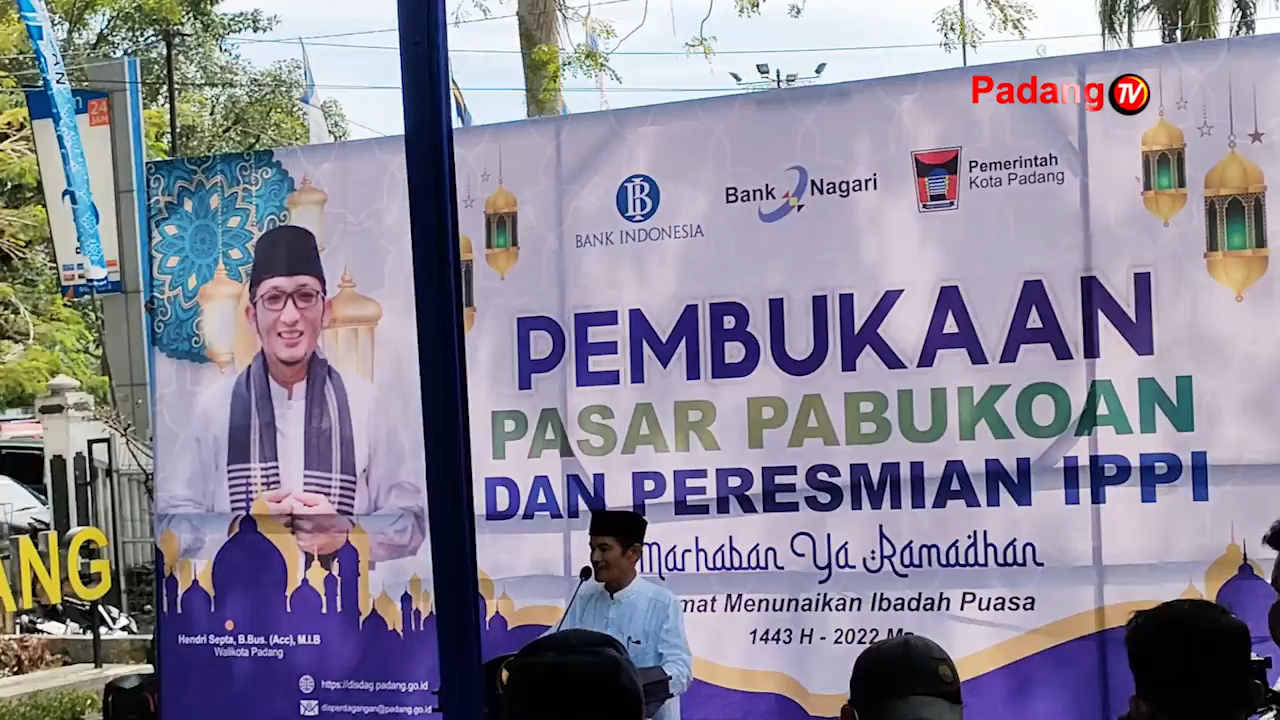 Padang TV
24
JAM
BANK INDONESIA
Bank Nagari
Pemerintah
Kota Padang
PEMBUKAAN
PASAR PABUKOAN
DAN PERESMIAN IPPI
Marhaban Ya Ramadhan
mat Menunaikan Ibadah Puasa
1443 H - 2022 M
ANG
Hendri Septa, B.Bus. (Acc), M.I.B
Walikota Padang
https://disdag.padang.go.id
disperdagangan@padang.go.id